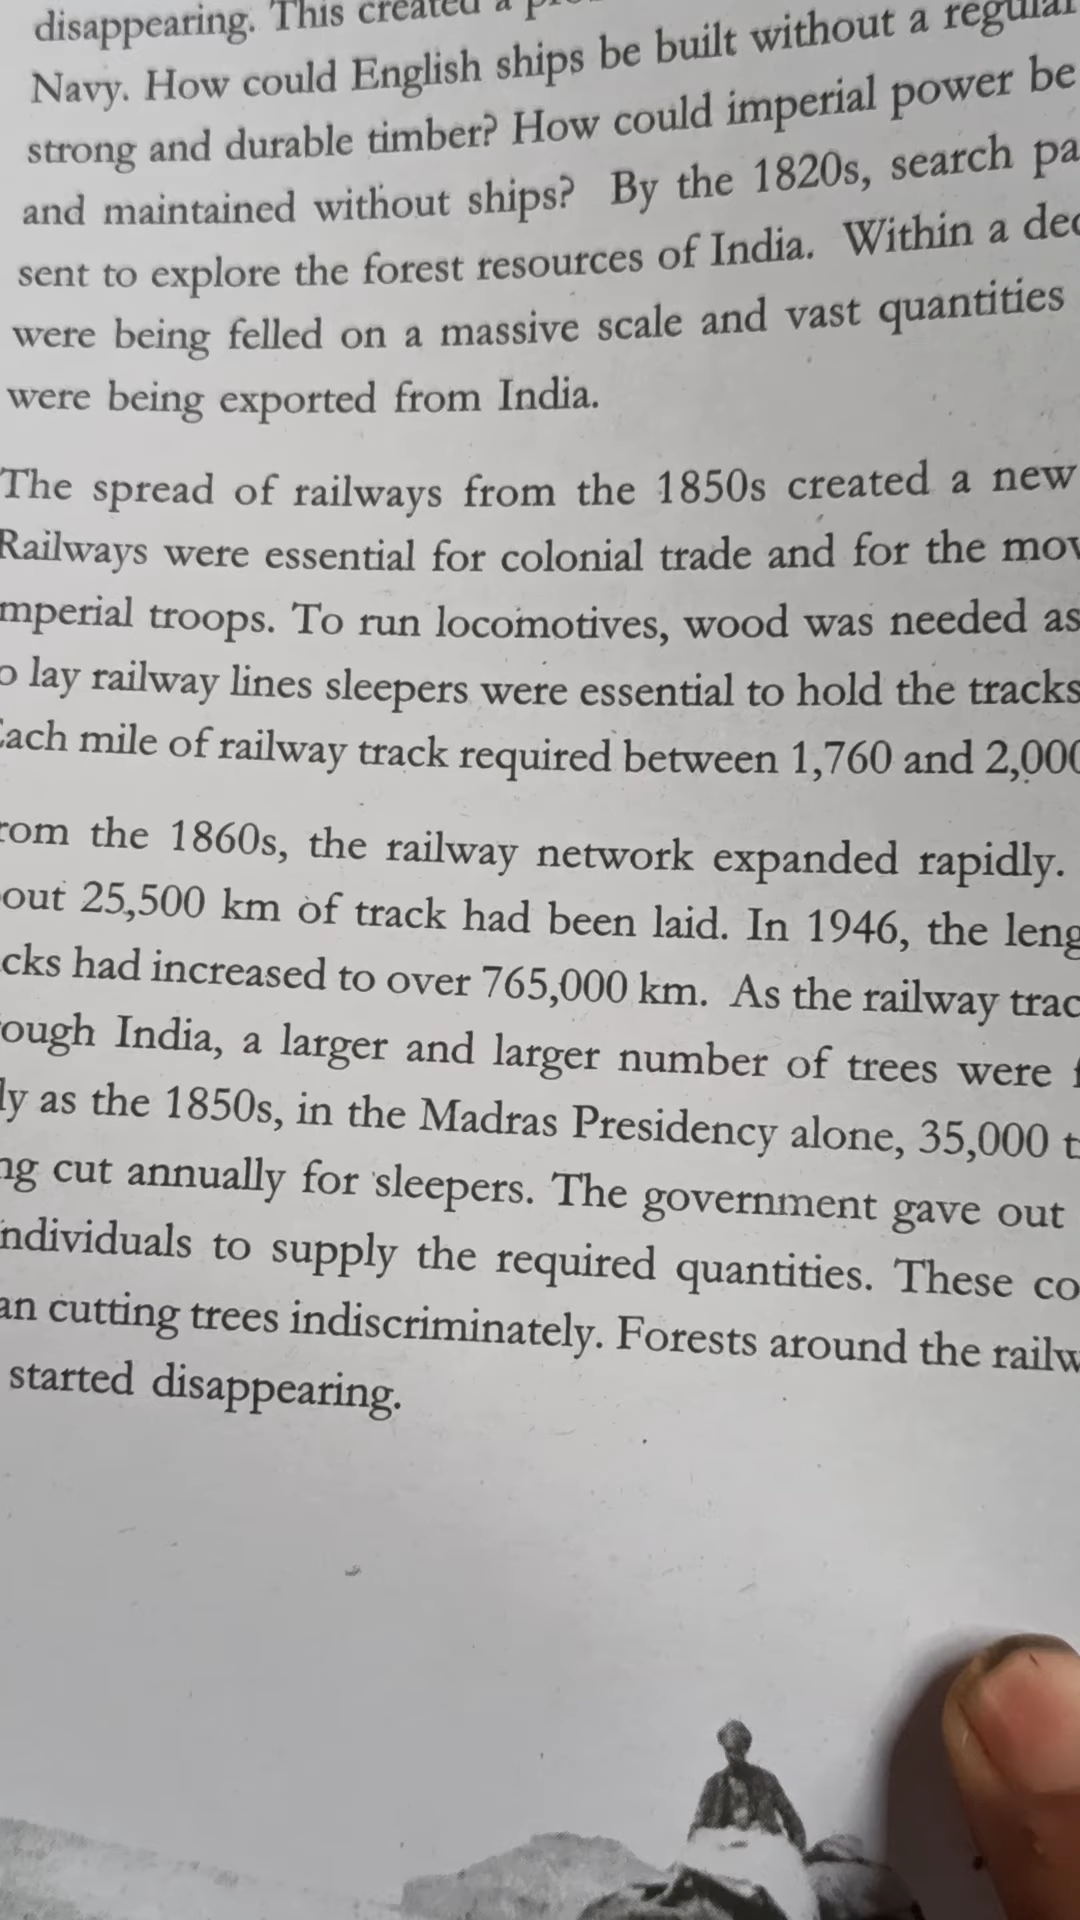 disappearing. This created a
Navy. How could English ships be built without a regular
strong and durable timber? How could imperial power be
and maintained without ships? By the 1820s, search
sent to explore the forest resources of India. Within a
were being felled on a massive scale and vast quantities
were being exported from India.
The spread of railways from the 1850s created a new
Railways were essential for colonial trade and for the
mperial troops. To run locomotives, wood was needed as
o lay railway lines sleepers were essential to hold the tracks
Each mile of railway track required between 1,760 and 2,000
rom the 1860s, the railway network expanded rapidly.
out 25,500 km of track had been laid. In 1946, the leng
cks had increased to over 765,000 km. As the railway trac
ough India, a larger and larger number of trees were
ly as the 1850s, in the Madras Presidency alone, 35,000
ng cut annually for sleepers. The government gave out
ndividuals to supply the required quantities. These co
an cutting trees indiscriminately. Forests around the railw
started disappearing.